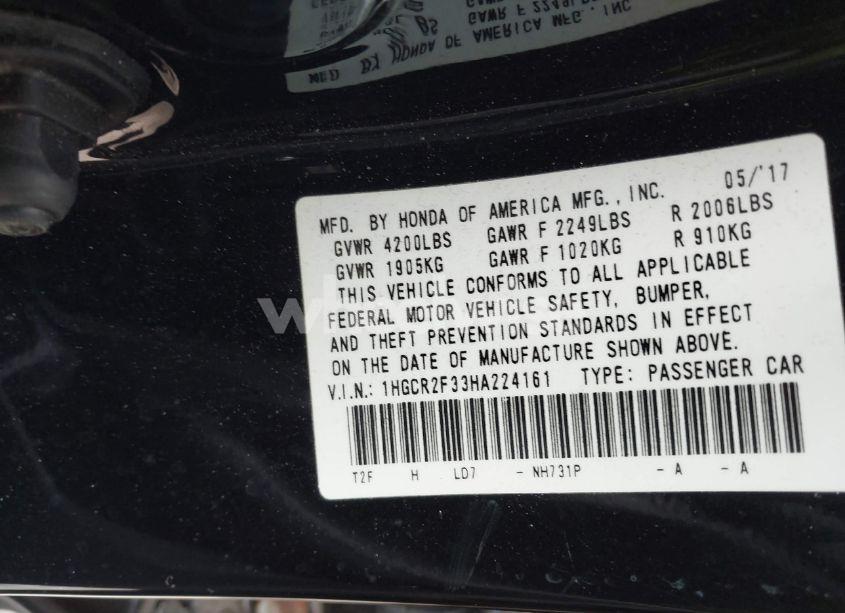 MFD. BY HONDA OF AMERICA MFG., INC. 05/'17
GVWR 4200LBS GAWR F 2249LBS R 2006LBS
GVWR 1905KG GAWR F 1020KG R 910KG
THIS VEHICLE CONFORMS TO ALL APPLICABLE
FEDERAL MOTOR VEHICLE SAFETY, BUMPER,
AND THEFT PREVENTION STANDARDS IN EFFECT
ON THE DATE OF MANUFACTURE SHOWN ABOVE.
V.I.N.: 1HGCR2F33HA224161 TYPE: PASSENGER CAR
T2F H LD7 - NH731P - A - A